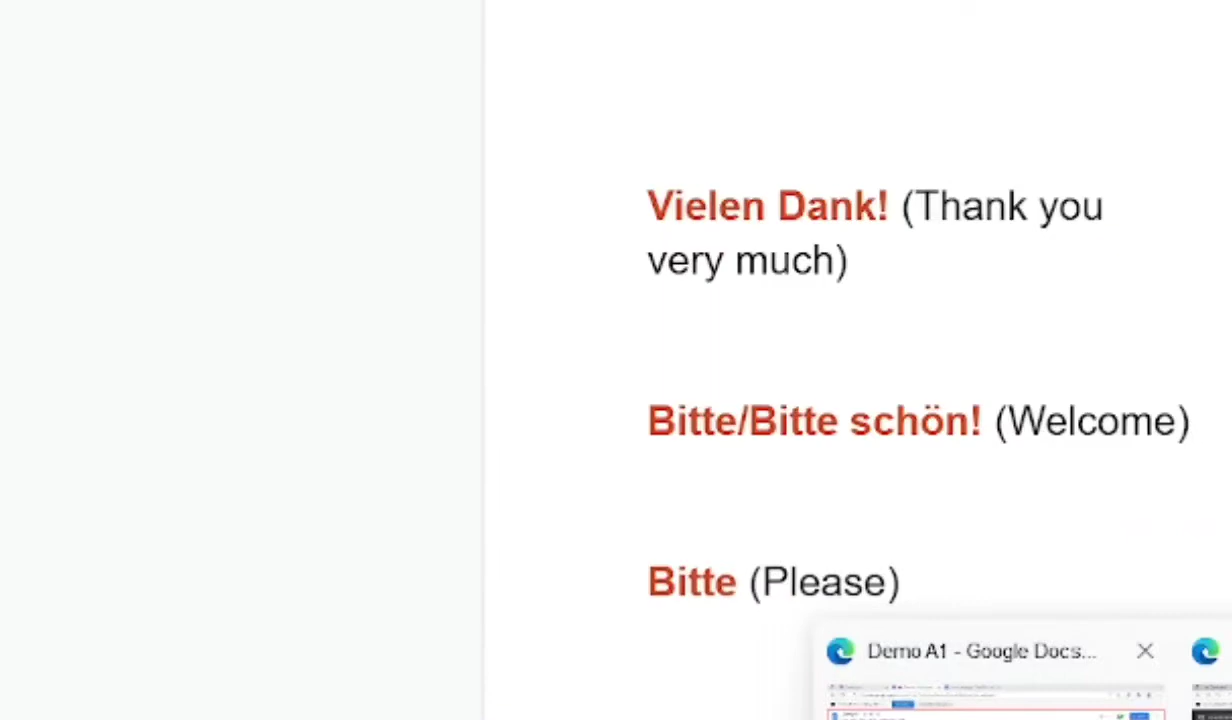 Vielen Dank! (Thank you
very much)
Bitte/Bitte schön! (Welcome)
Bitte (Please)
Demo A1 - Google Docs...